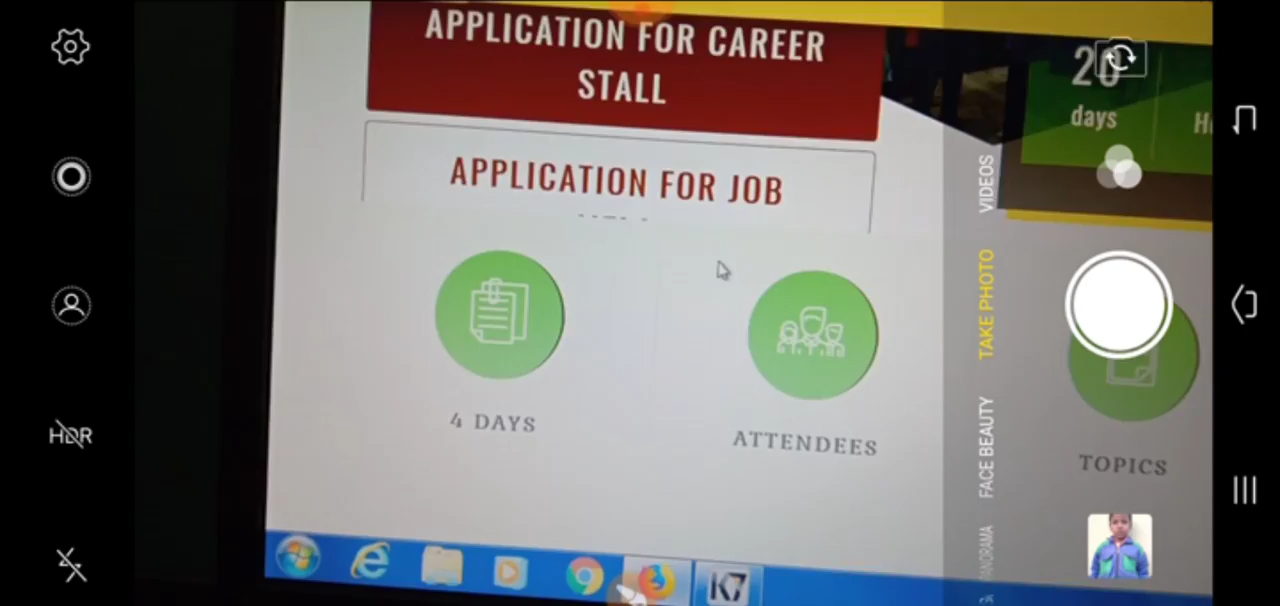 APPLICATION FOR CAREER
STALL
APPLICATION FOR JOB
20
days
4 DAYS
ATTENDEES
TOPICS
VIDEOS
TAKE PHOTO
FACE BEAUTY
HDR
K7